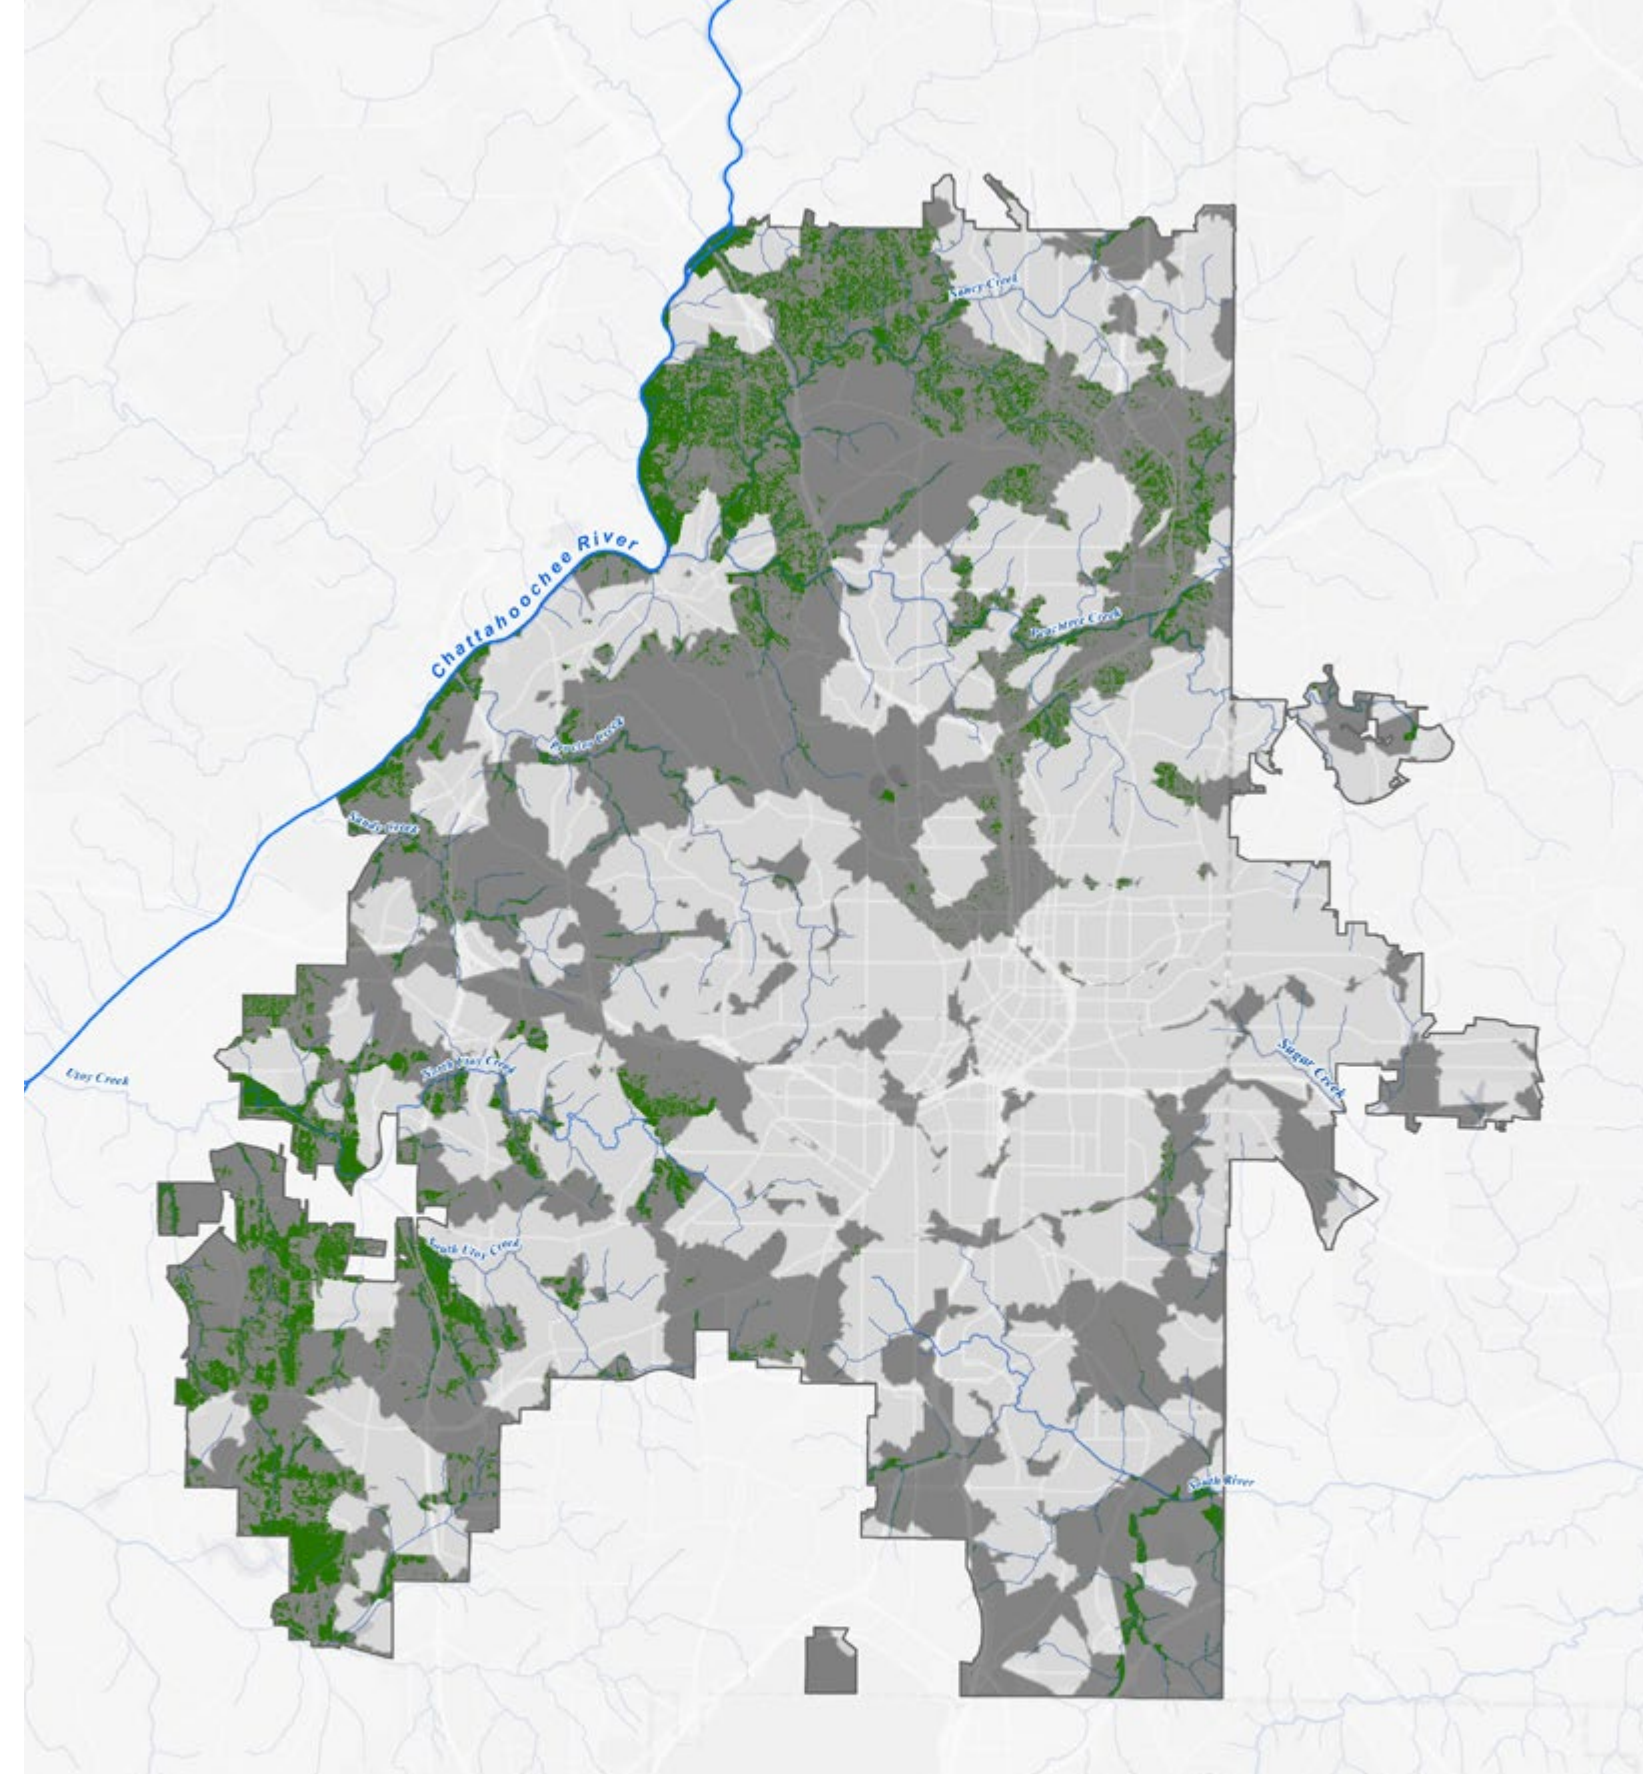 Nancy Creek
Chattahoochee River
Peachtree Creek
Proctor Creek
Sandy Creek
Utoy Creek
North Utoy Creek
Sugar Creek
South Utoy Creek
South River